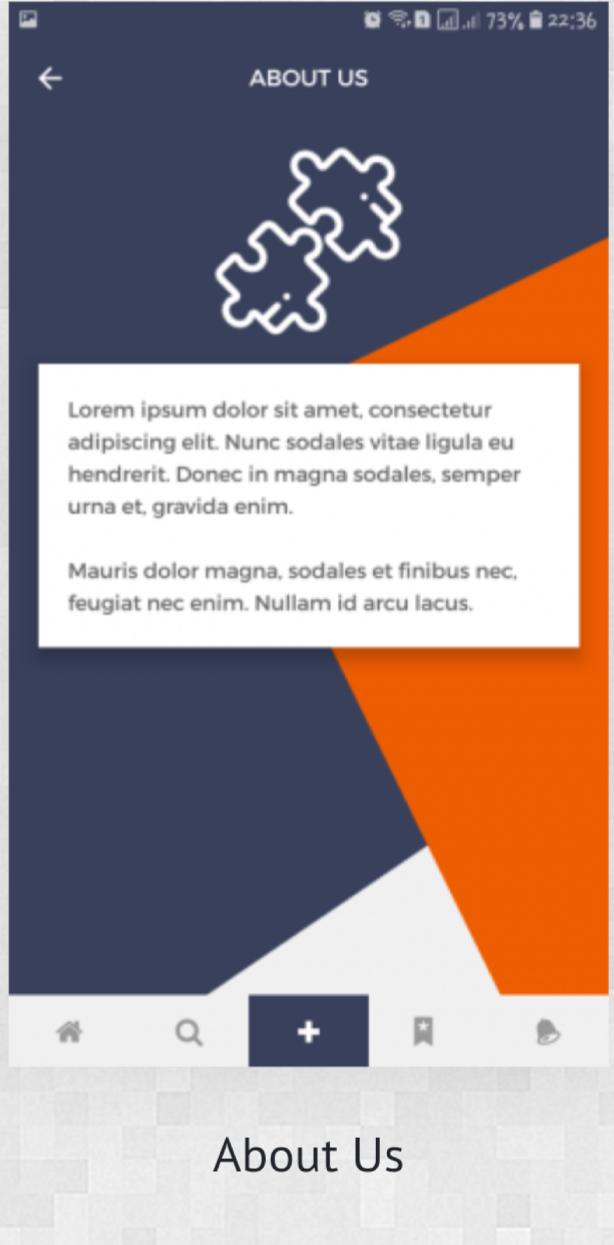 73% 22:36
ABOUT US
Lorem ipsum dolor sit amet, consectetur
adipiscing elit. Nunc sodales vitae ligula eu
hendrerit. Donec in magna sodales, semper
urna et, gravida enim.
Mauris dolor magna, sodales et finibus nec,
feugiat nec enim. Nullam id arcu lacus.
About Us